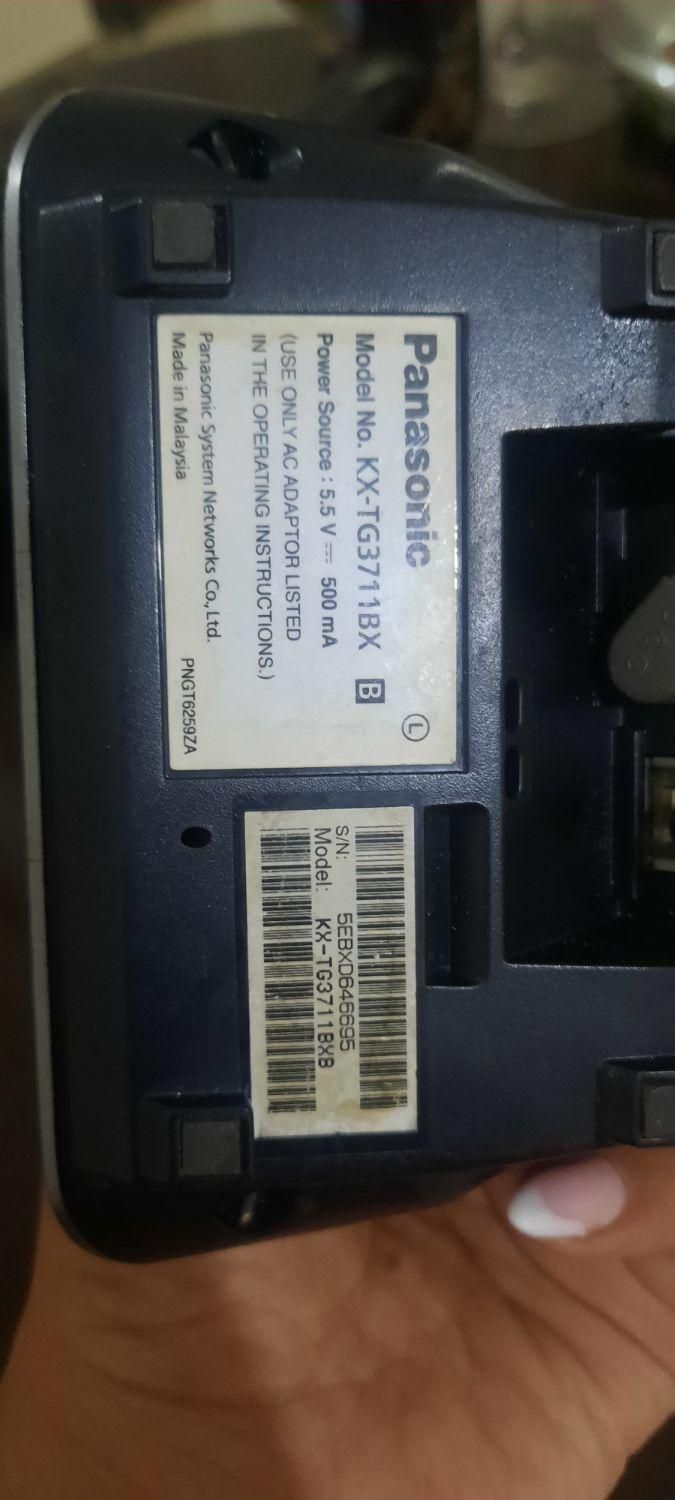 Panasonic Ⓛ
Model No. KX-TG3711BX B
Power Source : 5.5 V ⎓ 500 mA
(USE ONLY AC ADAPTOR LISTED
IN THE OPERATING INSTRUCTIONS.)
Panasonic System Networks Co., Ltd.
Made in Malaysia PNGT6259ZA
S/N: 5EBXD646695
Model: KX-TG3711BXB